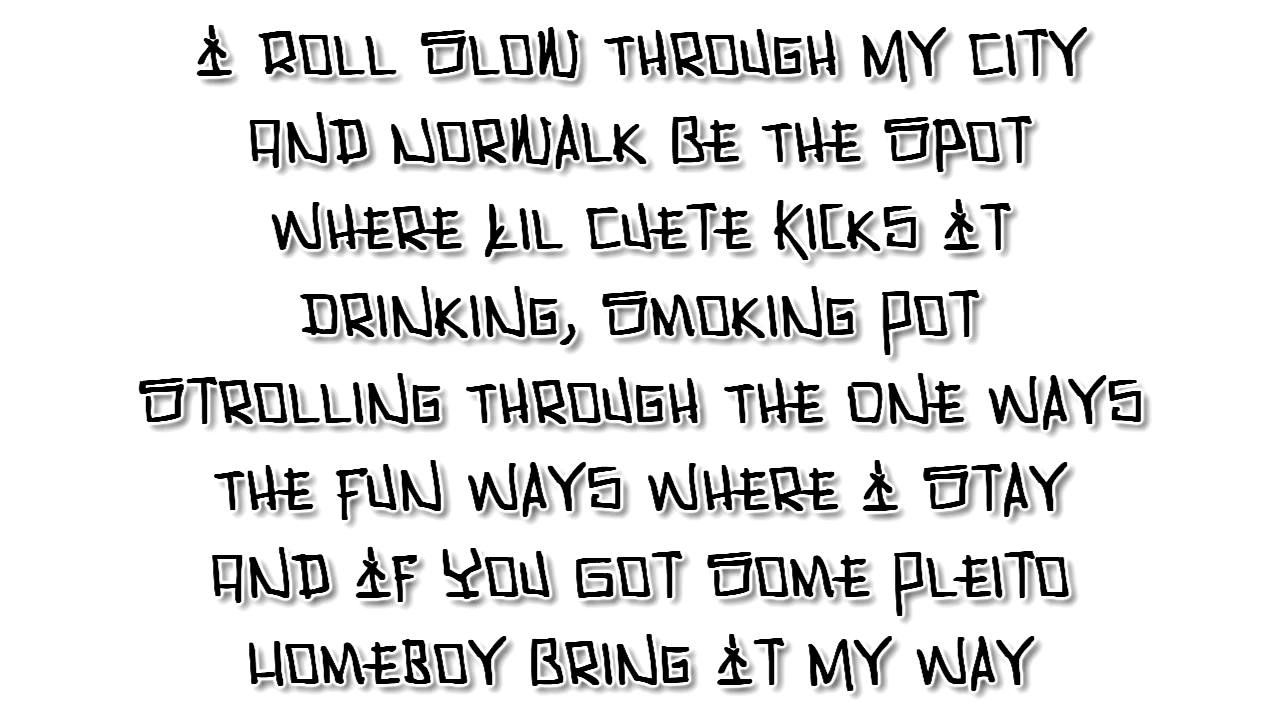 I ROLL SLOW THROUGH MY CITY
AND NORWALK BE THE SPOT
WHERE LIL CUETE KICKS IT
DRINKING, SMOKING POT
STROLLING THROUGH THE ONE WAYS
THE FUN WAYS WHERE I STAY
AND IF YOU GOT SOME PLEITO
HOMEBOY BRING IT MY WAY